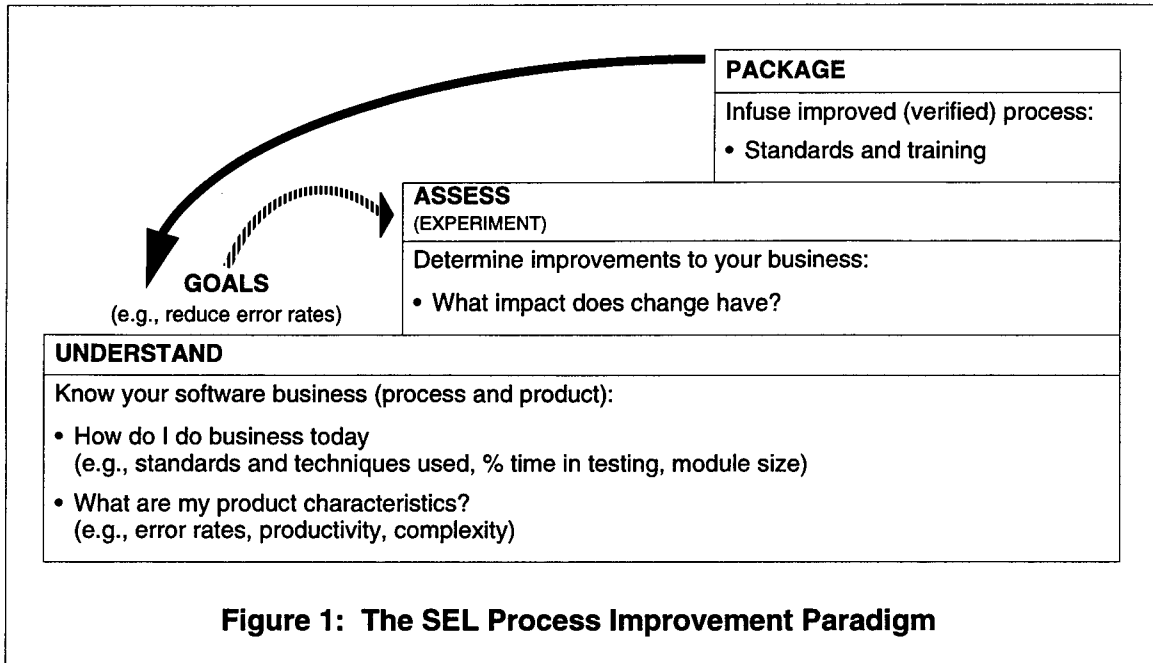 PACKAGE
Infuse improved (verified) process:
• Standards and training
ASSESS
(EXPERIMENT)
Determine improvements to your business:
• What impact does change have?
GOALS
(e.g., reduce error rates)
UNDERSTAND
Know your software business (process and product):
• How do I do business today
(e.g., standards and techniques used, % time in testing, module size)
• What are my product characteristics?
(e.g., error rates, productivity, complexity)
Figure 1:  The SEL Process Improvement Paradigm